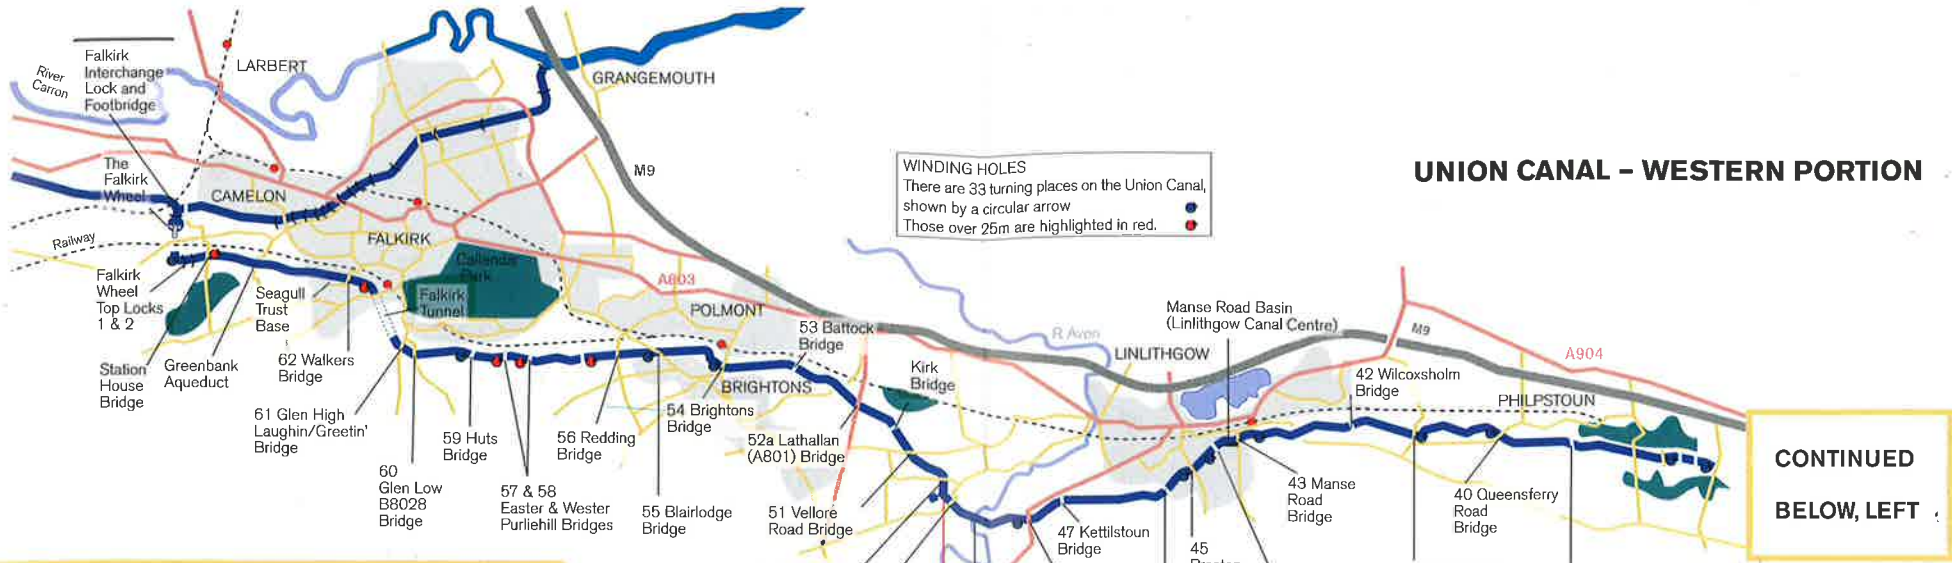 UNION CANAL – WESTERN PORTION
Falkirk
Interchange
Lock and
Footbridge
River
Carron
LARBERT
GRANGEMOUTH
M9
WINDING HOLES
There are 33 turning places on the Union Canal,
shown by a circular arrow
Those over 25m are highlighted in red.
The
Falkirk
Wheel
CAMELON
Railway
FALKIRK
Callendar
Park
Falkirk
Tunnel
A803
POLMONT
Falkirk
Wheel
Top Locks
1 & 2
Seagull
Trust
Base
Station
House
Bridge
Greenbank
Aqueduct
62 Walkers
Bridge
61 Glen High
Laughin/Greetin'
Bridge
60
Glen Low
B8028
Bridge
59 Huts
Bridge
57 & 58
Easter & Wester
Purliehill Bridges
56 Redding
Bridge
55 Blairlodge
Bridge
54 Brightons
Bridge
BRIGHTONS
53 Battock
Bridge
52a Lathallan
(A801) Bridge
51 Vellore
Road Bridge
Kirk
Bridge
R Avon
LINLITHGOW
Manse Road Basin
(Linlithgow Canal Centre)
M9
A904
42 Wilcoxsholm
Bridge
PHILPSTOUN
47 Kettilstoun
Bridge
45
43 Manse
Road
Bridge
40 Queensferry
Road
Bridge
CONTINUED
BELOW, LEFT